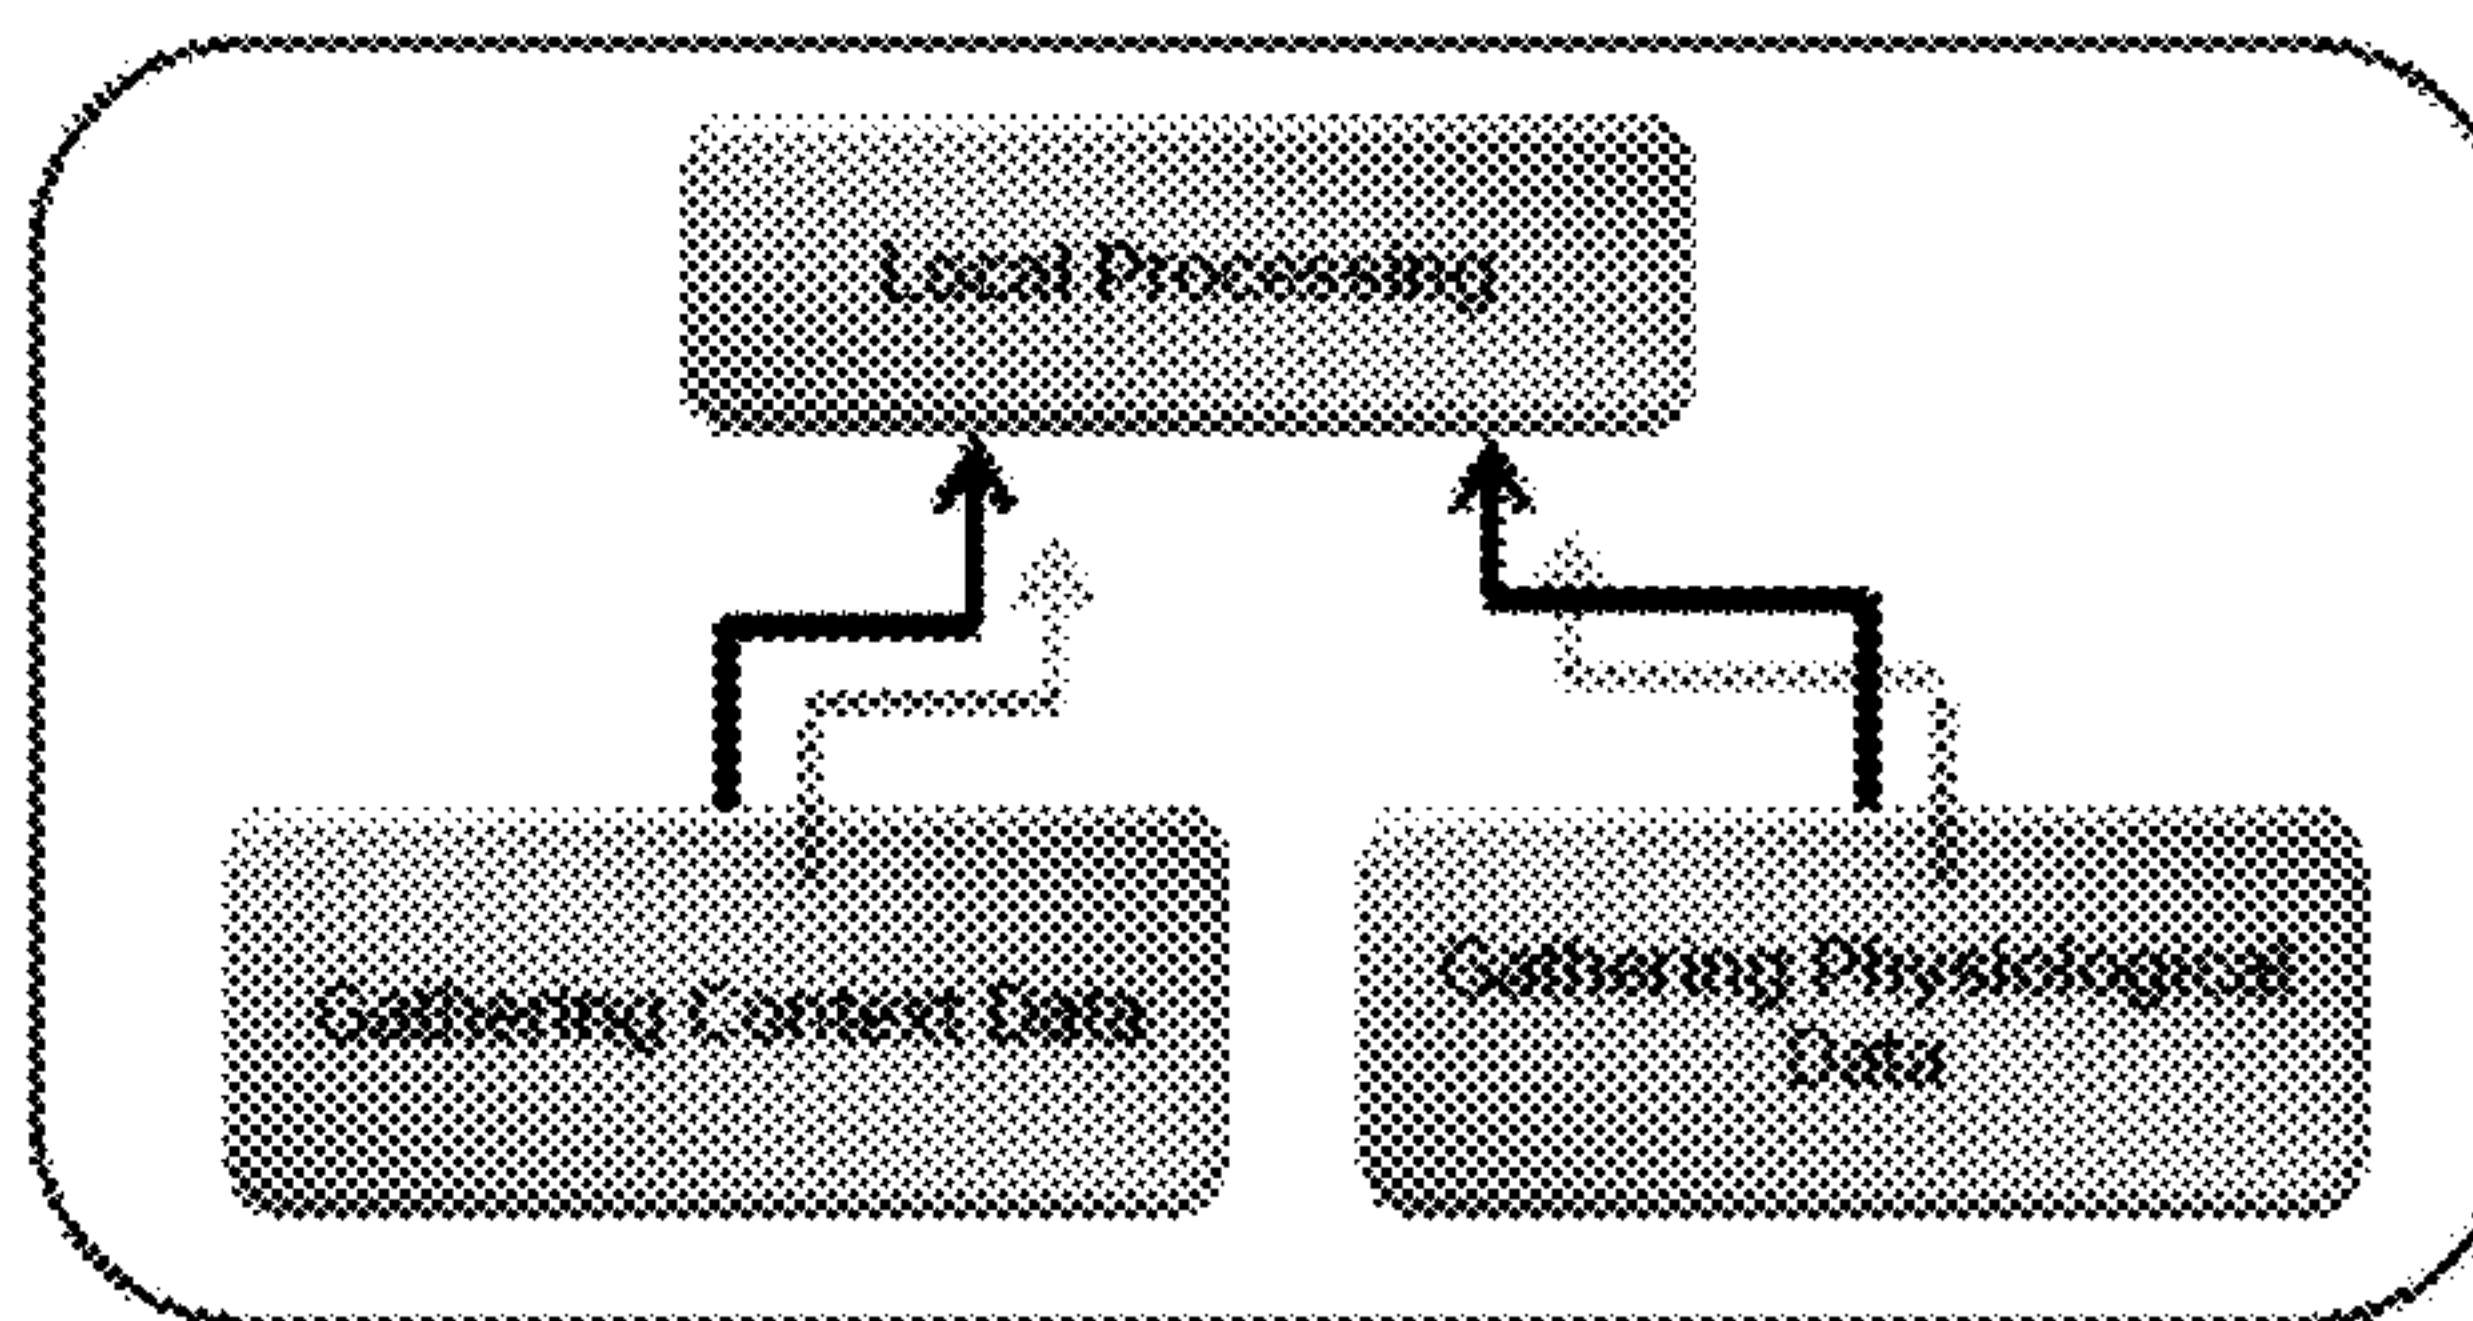 Local Processing
Gathering Context Data
Gathering Physiological
Data